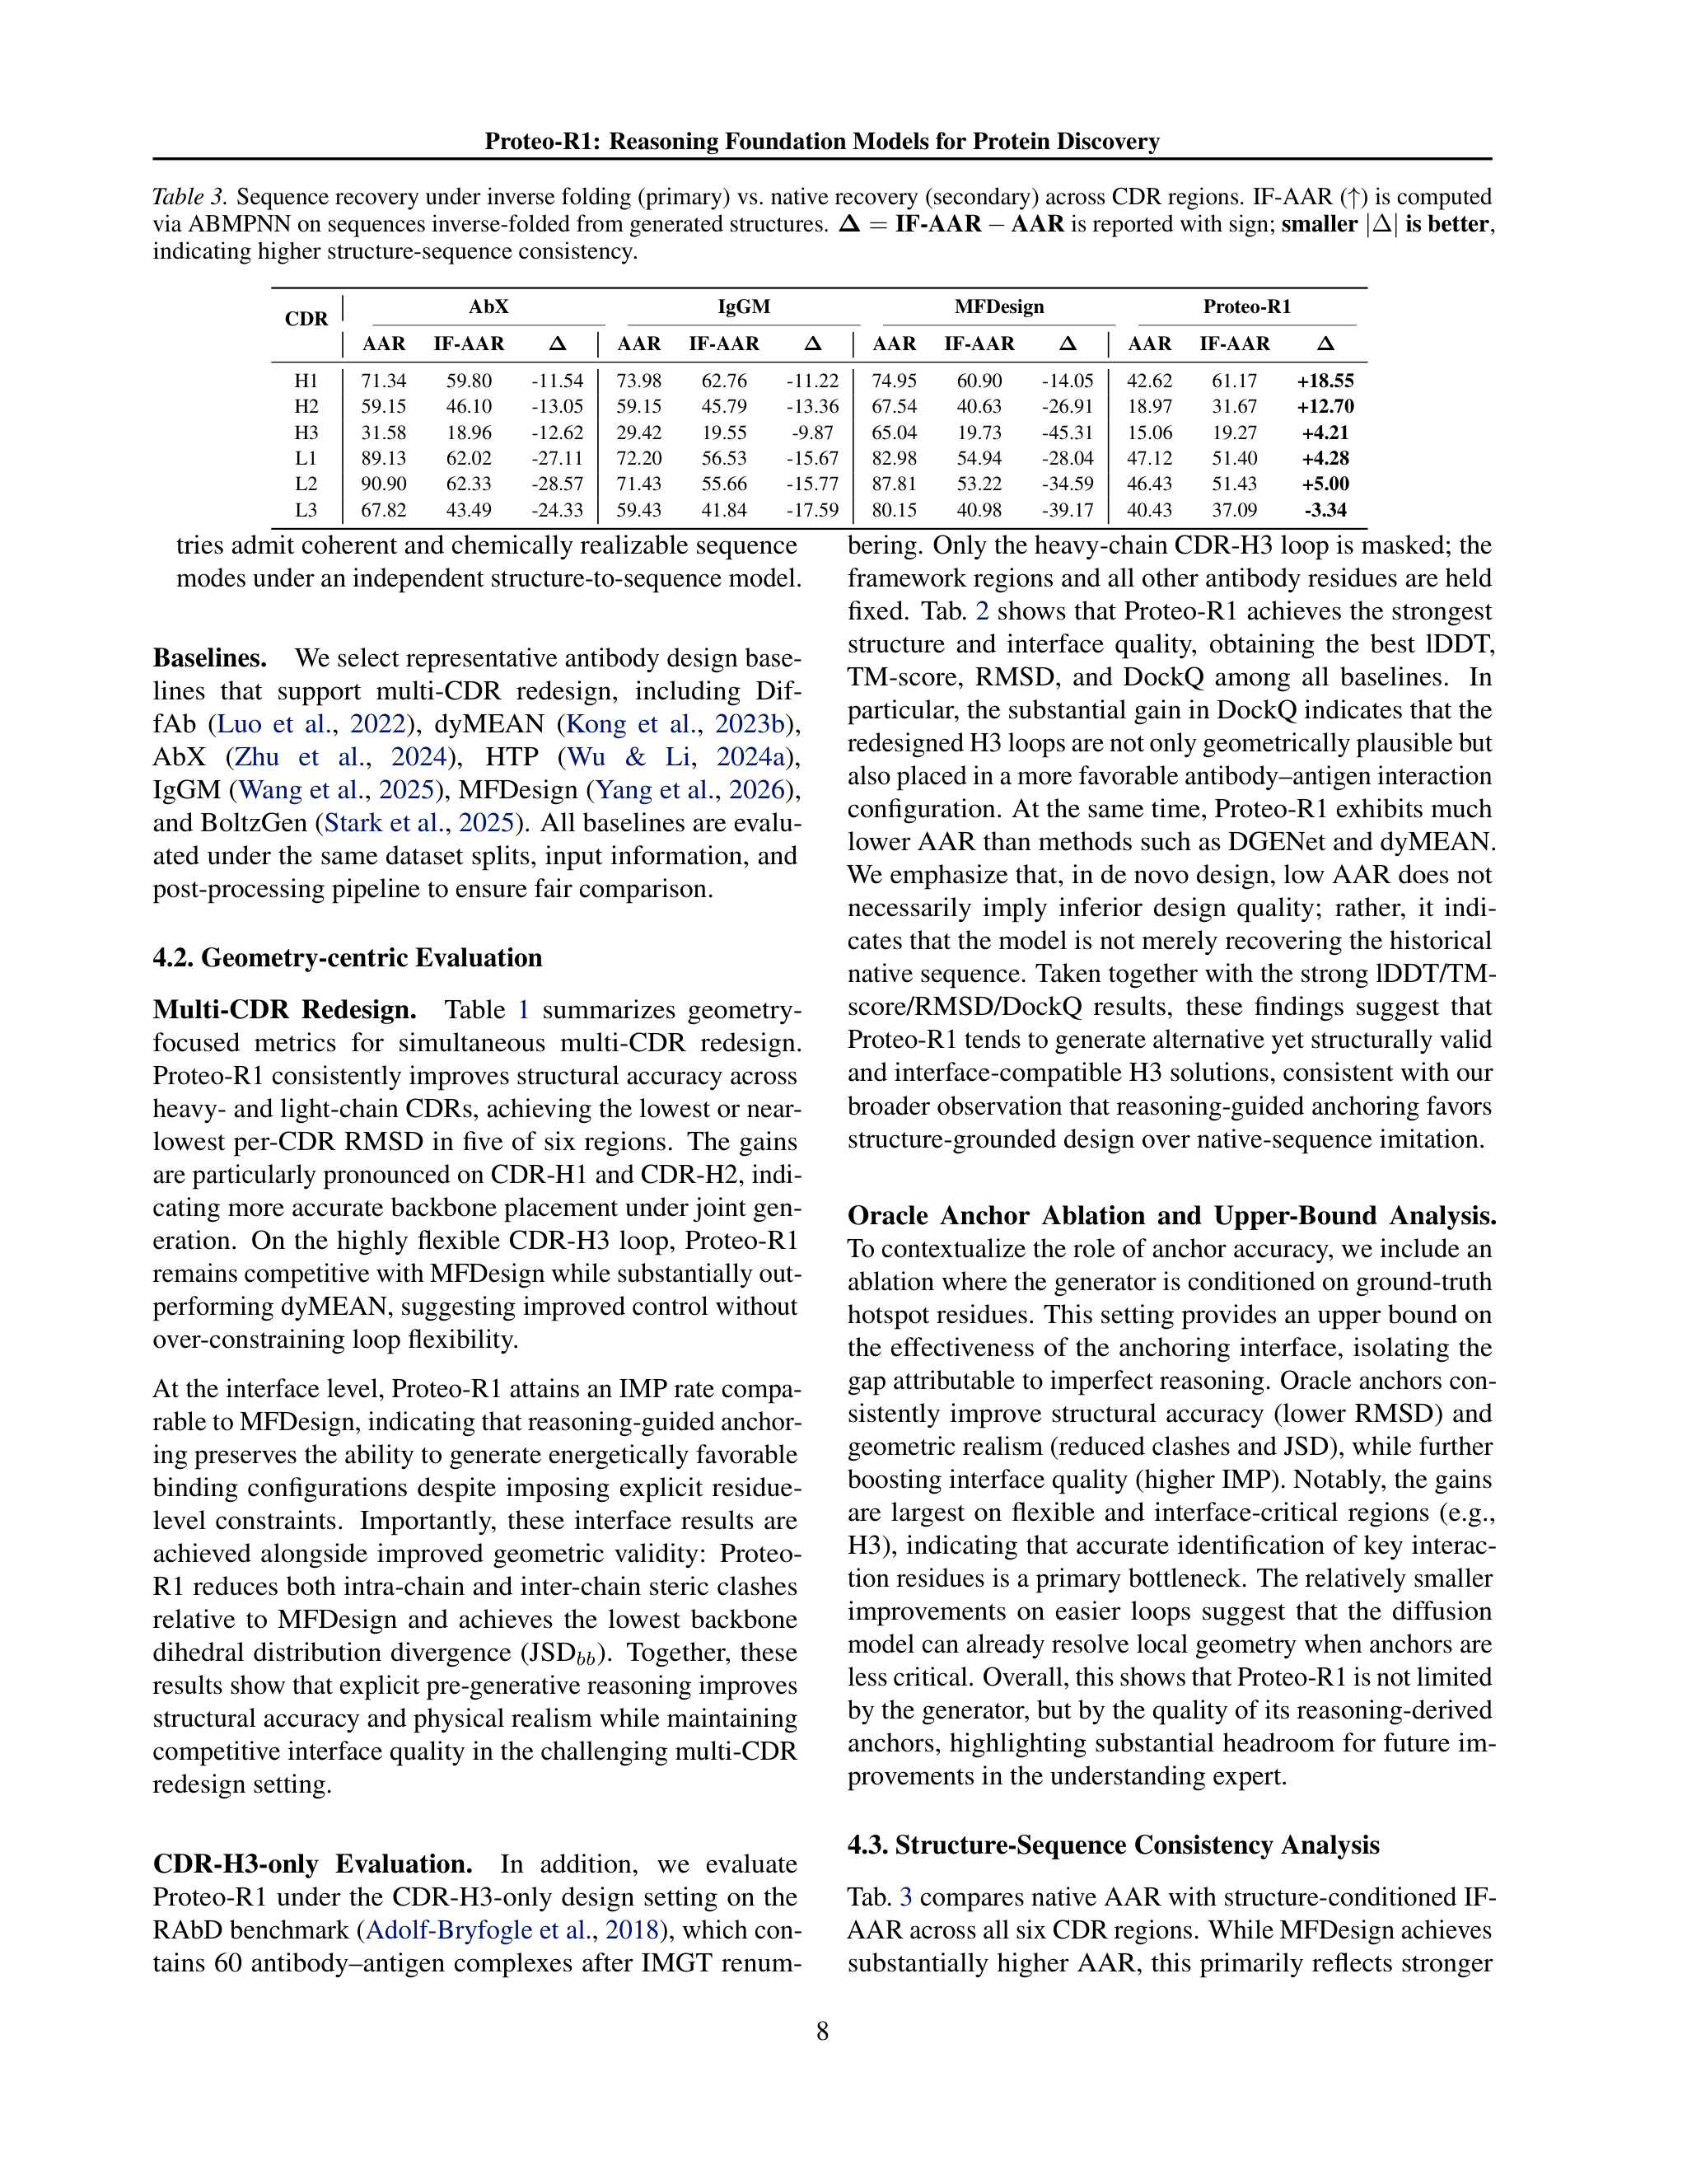 Proteo-R1: Reasoning Foundation Models for Protein Discovery
Table 3. Sequence recovery under inverse folding (primary) vs. native recovery (secondary) across CDR regions. IF-AAR (↑) is computed
via ABMPNN on sequences inverse-folded from generated structures. Δ = IF-AAR − AAR is reported with sign; smaller |Δ| is better,
indicating higher structure-sequence consistency.
CDR AbX IgGM MFDesign Proteo-R1
AAR IF-AAR Δ AAR IF-AAR Δ AAR IF-AAR Δ AAR IF-AAR Δ
H1 71.34 59.80 -11.54 73.98 62.76 -11.22 74.95 60.90 -14.05 42.62 61.17 +18.55
H2 59.15 46.10 -13.05 59.15 45.79 -13.36 67.54 40.63 -26.91 18.97 31.67 +12.70
H3 31.58 18.96 -12.62 29.42 19.55 -9.87 65.04 19.73 -45.31 15.06 19.27 +4.21
L1 89.13 62.02 -27.11 72.20 56.53 -15.67 82.98 54.94 -28.04 47.12 51.40 +4.28
L2 90.90 62.33 -28.57 71.43 55.66 -15.77 87.81 53.22 -34.59 46.43 51.43 +5.00
L3 67.82 43.49 -24.33 59.43 41.84 -17.59 80.15 40.98 -39.17 40.43 37.09 -3.34
tries admit coherent and chemically realizable sequence
modes under an independent structure-to-sequence model.
Baselines. We select representative antibody design base-
lines that support multi-CDR redesign, including Dif-
fAb (Luo et al., 2022), dyMEAN (Kong et al., 2023b),
AbX (Zhu et al., 2024), HTP (Wu & Li, 2024a),
IgGM (Wang et al., 2025), MFDesign (Yang et al., 2026),
and BoltzGen (Stark et al., 2025). All baselines are evalu-
ated under the same dataset splits, input information, and
post-processing pipeline to ensure fair comparison.
4.2. Geometry-centric Evaluation
Multi-CDR Redesign. Table 1 summarizes geometry-
focused metrics for simultaneous multi-CDR redesign.
Proteo-R1 consistently improves structural accuracy across
heavy- and light-chain CDRs, achieving the lowest or near-
lowest per-CDR RMSD in five of six regions. The gains
are particularly pronounced on CDR-H1 and CDR-H2, indi-
cating more accurate backbone placement under joint gen-
eration. On the highly flexible CDR-H3 loop, Proteo-R1
remains competitive with MFDesign while substantially out-
performing dyMEAN, suggesting improved control without
over-constraining loop flexibility.
At the interface level, Proteo-R1 attains an IMP rate compa-
rable to MFDesign, indicating that reasoning-guided anchor-
ing preserves the ability to generate energetically favorable
binding configurations despite imposing explicit residue-
level constraints. Importantly, these interface results are
achieved alongside improved geometric validity: Proteo-
R1 reduces both intra-chain and inter-chain steric clashes
relative to MFDesign and achieves the lowest backbone
dihedral distribution divergence (JSDbb). Together, these
results show that explicit pre-generative reasoning improves
structural accuracy and physical realism while maintaining
competitive interface quality in the challenging multi-CDR
redesign setting.
CDR-H3-only Evaluation. In addition, we evaluate
Proteo-R1 under the CDR-H3-only design setting on the
RAbD benchmark (Adolf-Bryfogle et al., 2018), which con-
tains 60 antibody–antigen complexes after IMGT renum-
bering. Only the heavy-chain CDR-H3 loop is masked; the
framework regions and all other antibody residues are held
fixed. Tab. 2 shows that Proteo-R1 achieves the strongest
structure and interface quality, obtaining the best lDDT,
TM-score, RMSD, and DockQ among all baselines. In
particular, the substantial gain in DockQ indicates that the
redesigned H3 loops are not only geometrically plausible but
also placed in a more favorable antibody–antigen interaction
configuration. At the same time, Proteo-R1 exhibits much
lower AAR than methods such as DGENet and dyMEAN.
We emphasize that, in de novo design, low AAR does not
necessarily imply inferior design quality; rather, it indi-
cates that the model is not merely recovering the historical
native sequence. Taken together with the strong lDDT/TM-
score/RMSD/DockQ results, these findings suggest that
Proteo-R1 tends to generate alternative yet structurally valid
and interface-compatible H3 solutions, consistent with our
broader observation that reasoning-guided anchoring favors
structure-grounded design over native-sequence imitation.
Oracle Anchor Ablation and Upper-Bound Analysis.
To contextualize the role of anchor accuracy, we include an
ablation where the generator is conditioned on ground-truth
hotspot residues. This setting provides an upper bound on
the effectiveness of the anchoring interface, isolating the
gap attributable to imperfect reasoning. Oracle anchors con-
sistently improve structural accuracy (lower RMSD) and
geometric realism (reduced clashes and JSD), while further
boosting interface quality (higher IMP). Notably, the gains
are largest on flexible and interface-critical regions (e.g.,
H3), indicating that accurate identification of key interac-
tion residues is a primary bottleneck. The relatively smaller
improvements on easier loops suggest that the diffusion
model can already resolve local geometry when anchors are
less critical. Overall, this shows that Proteo-R1 is not limited
by the generator, but by the quality of its reasoning-derived
anchors, highlighting substantial headroom for future im-
provements in the understanding expert.
4.3. Structure-Sequence Consistency Analysis
Tab. 3 compares native AAR with structure-conditioned IF-
AAR across all six CDR regions. While MFDesign achieves
substantially higher AAR, this primarily reflects stronger
8